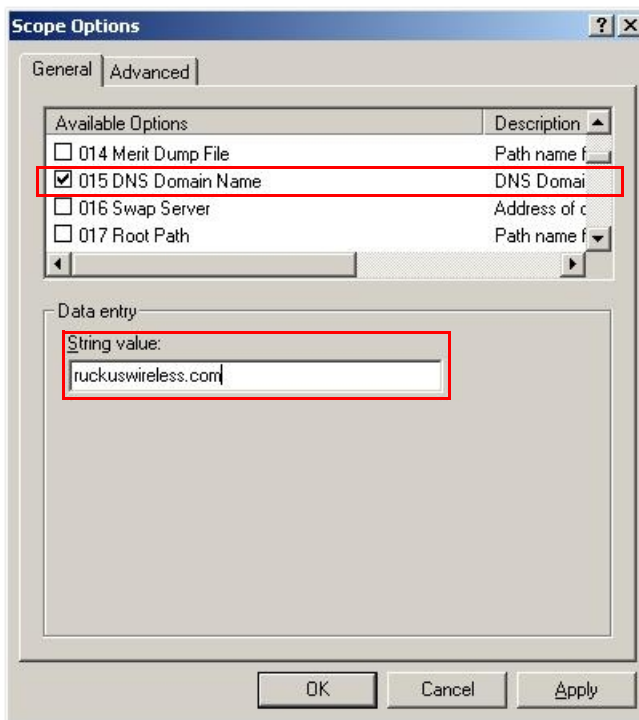 Scope Options
General Advanced
Available Options Description
014 Merit Dump File Path name f
015 DNS Domain Name DNS Domai
016 Swap Server Address of c
017 Root Path Path name f
Data entry
String value:
ruckuswireless.com
OK Cancel Apply